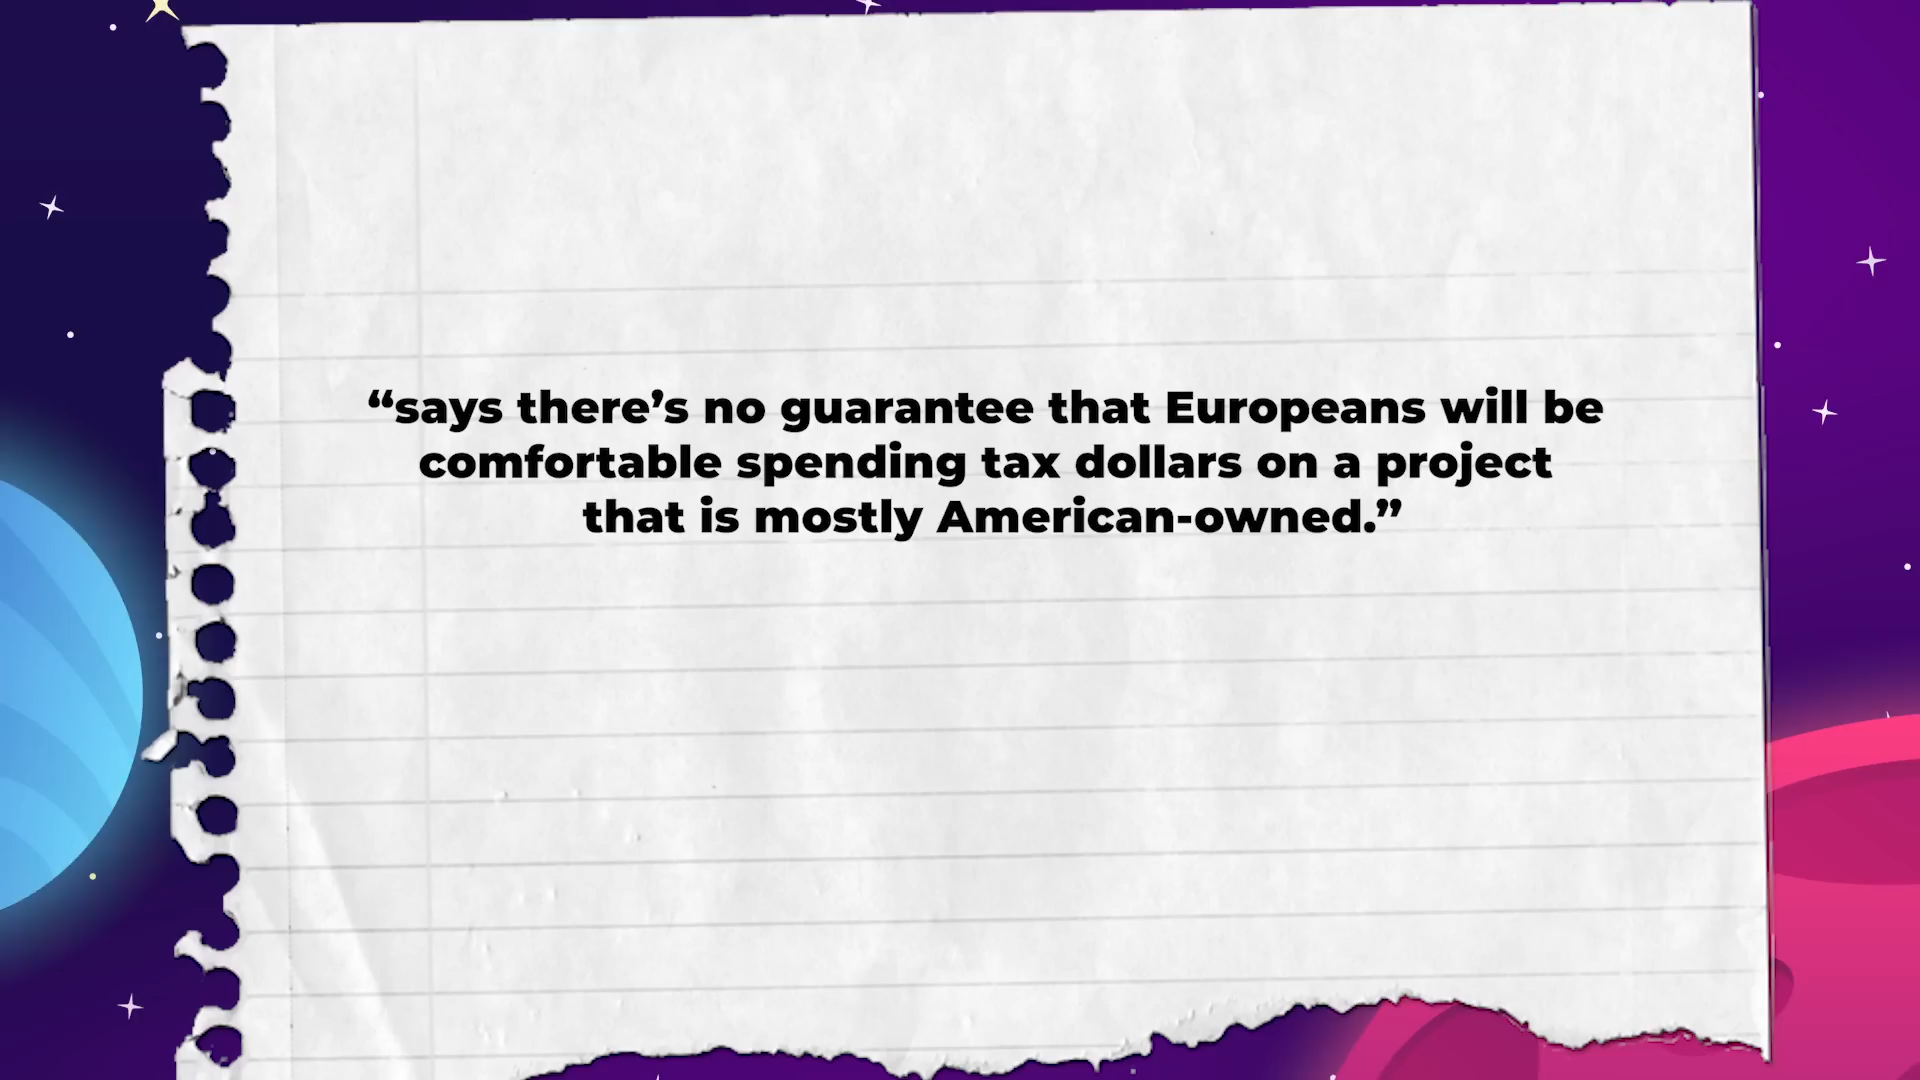 “says there’s no guarantee that Europeans will be
comfortable spending tax dollars on a project
that is mostly American-owned.”